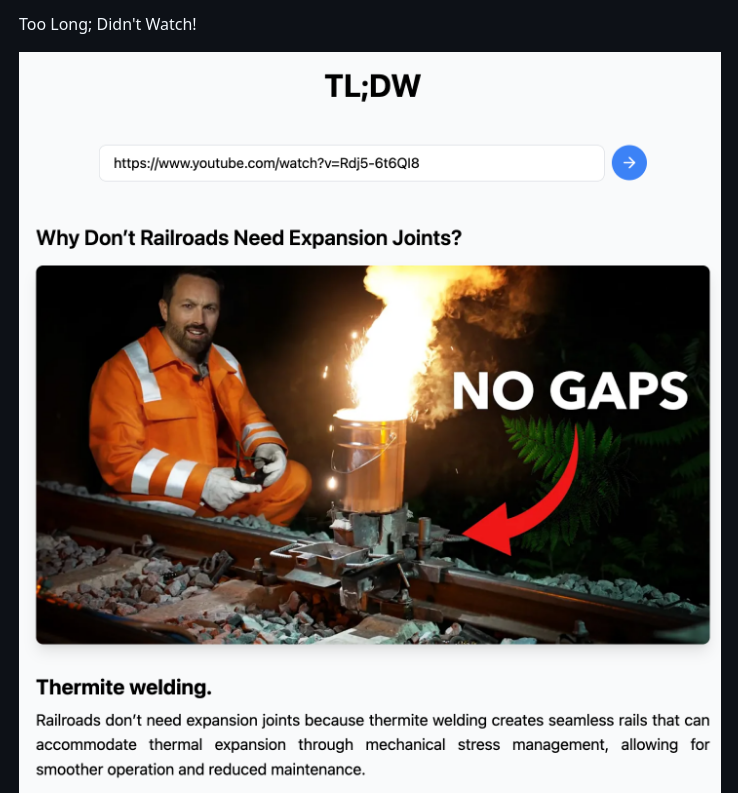 Too Long; Didn't Watch!
TL;DW
https://www.youtube.com/watch?v=Rdj5-6t6QI8
Why Don’t Railroads Need Expansion Joints?
NO GAPS
Thermite welding.
Railroads don’t need expansion joints because thermite welding creates seamless rails that can
accommodate thermal expansion through mechanical stress management, allowing for
smoother operation and reduced maintenance.